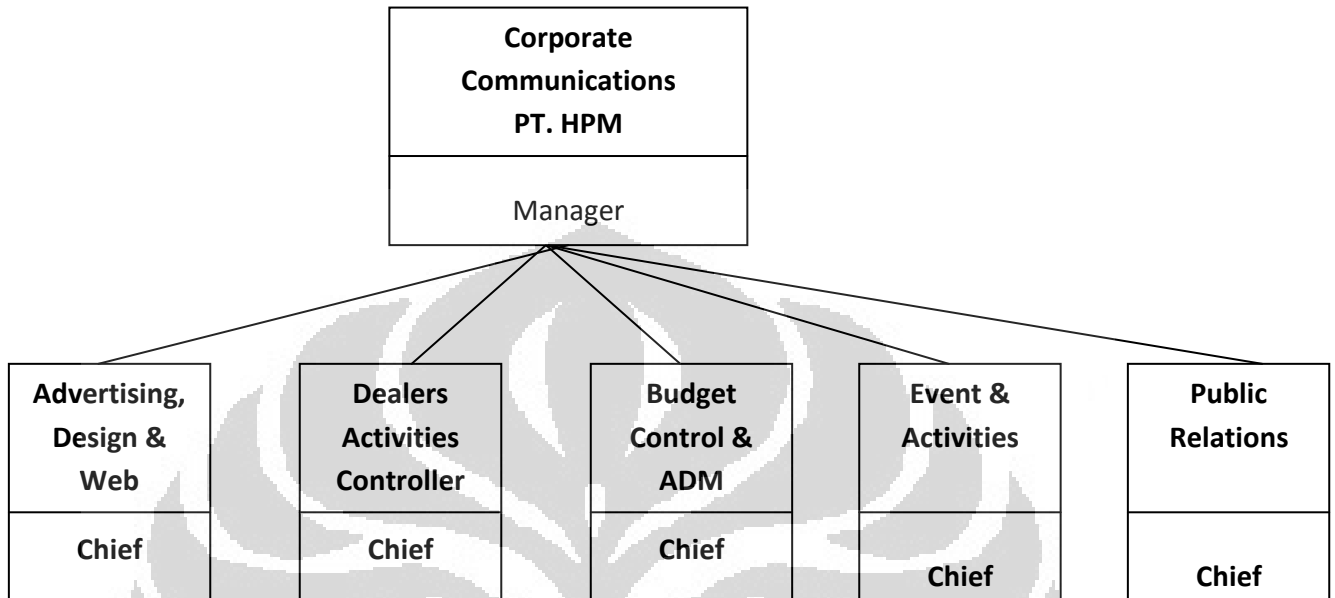 Corporate
Communications
PT. HPM
Manager
Advertising,
Design &
Web
Chief
Dealers
Activities
Controller
Chief
Budget
Control &
ADM
Chief
Event &
Activities
Chief
Public
Relations
Chief